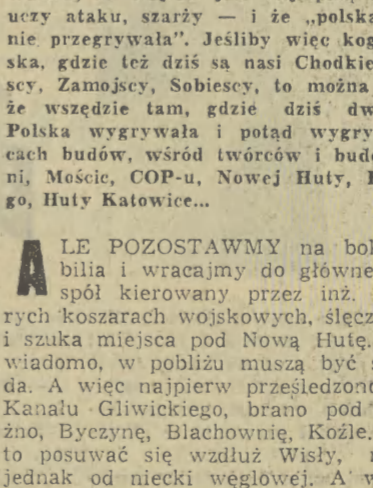 uczy ataku, szarży — i że „polska
nie przegrywała”. Jeśliby więc kog
ska, gdzie też dziś są nasi Chodkie
scy, Zamojscy, Sobiescy, to można
że wszędzie tam, gdzie dziś dw
Polska wygrywała i potąd wygry
cach budów, wśród twórców i bud
ni, Mościc, COP-u, Nowej Huty,
go, Huty Katowice...
ALE POZOSTAWMY na bok
bilia i wracajmy do główne
spół kierowany przez inż.
rych koszarach wojskowych, ślęcz
i szuka miejsca pod Nową Hutę.
wiadomo, w pobliżu muszą być
da. A więc najpierw prześledzono
Kanału Gliwickiego, brano pod
żno, Byczynę, Blachownię, Koźle.
to posuwać się wzdłuż Wisły,
jednak od niecki węglowej. A w